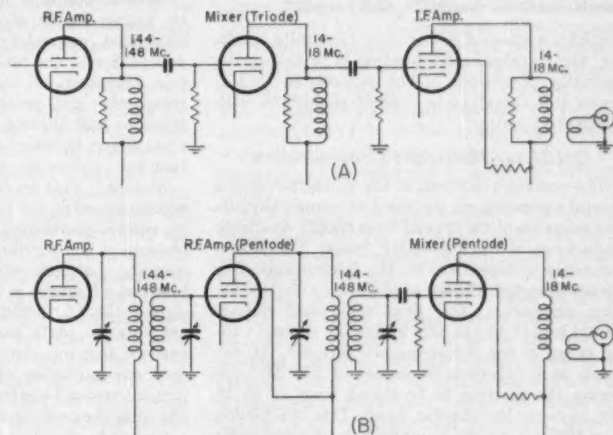 R.F. Amp.
Mixer (Triode)
I.F. Amp.
144-
148 Mc.
14-
18 Mc.
14-
18 Mc.
(A)
R.F. Amp.
R.F. Amp. (Pentode)
Mixer (Pentode)
144-
148 Mc.
144-
148 Mc.
14-
18 Mc.
(B)